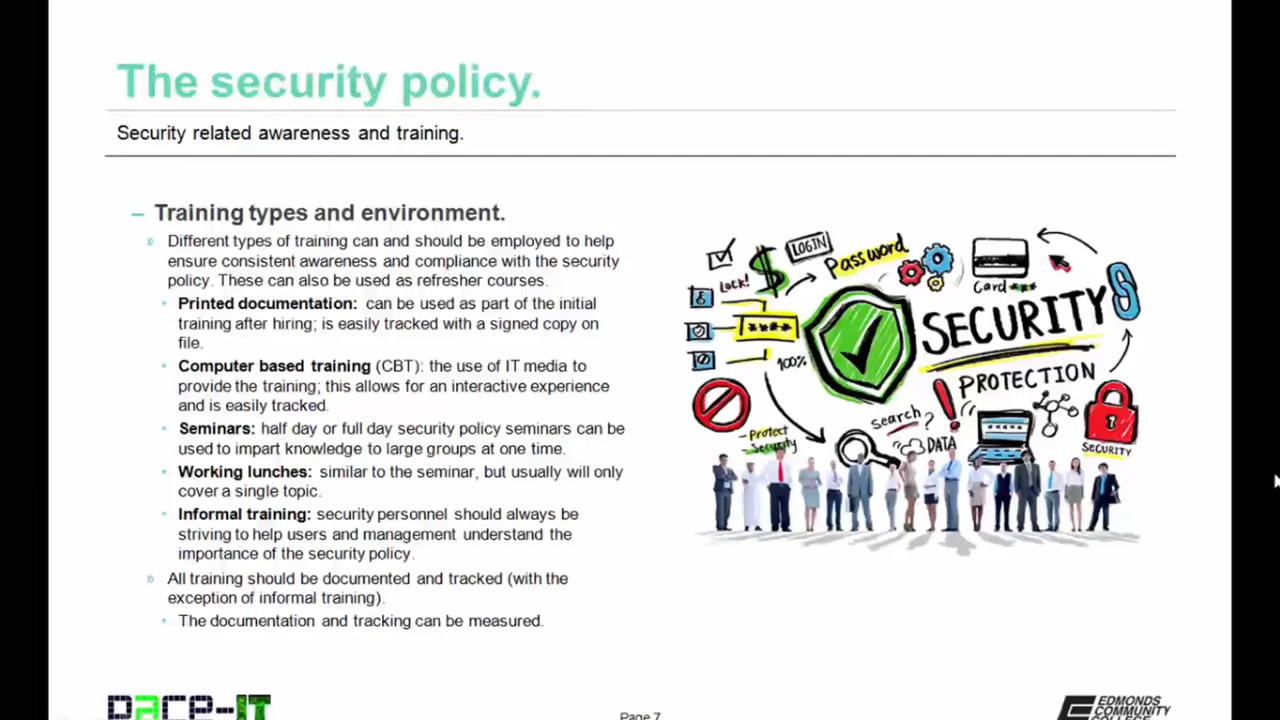 The security policy.
Security related awareness and training.
– Training types and environment.
» Different types of training can and should be employed to help
ensure consistent awareness and compliance with the security
policy. These can also be used as refresher courses.
• Printed documentation: can be used as part of the initial
training after hiring; is easily tracked with a signed copy on
file.
• Computer based training (CBT): the use of IT media to
provide the training; this allows for an interactive experience
and is easily tracked.
• Seminars: half day or full day security policy seminars can be
used to impart knowledge to large groups at one time.
• Working lunches: similar to the seminar, but usually will only
cover a single topic.
• Informal training: security personnel should always be
striving to help users and management understand the
importance of the security policy.
» All training should be documented and tracked (with the
exception of informal training).
• The documentation and tracking can be measured.
LOGIN
Password
Lock!
$
Card ***
****
100%
SECURITY
PROTECTION
search
?
!
DATA
– Protect
– Security
SECURITY
PACE-IT
Page 7
EDMONDS
COMMUNITY
COLLEGE